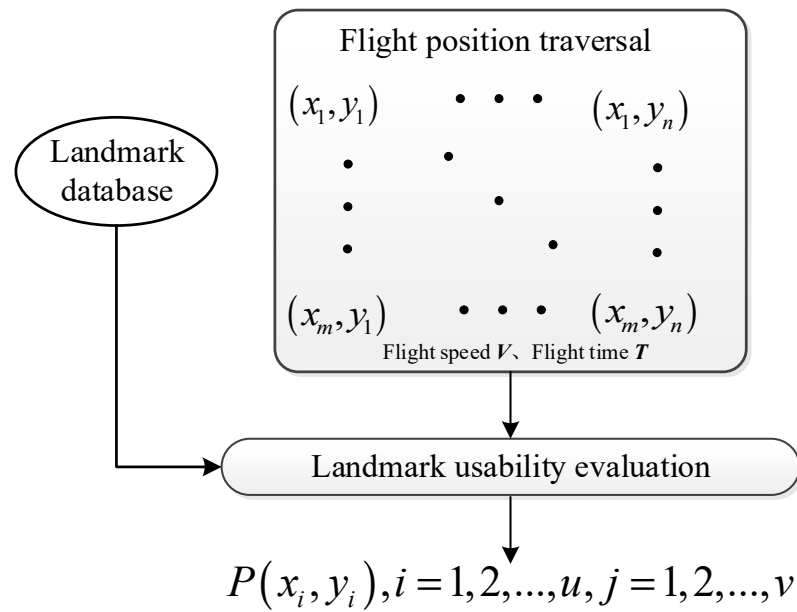 Flight position traversal
(x₁, y₁) • • • (x₁, yₙ)
Landmark
database
(xₘ, y₁) • • • (xₘ, yₙ)
Flight speed V、Flight time T
Landmark usability evaluation
P(xᵢ, yᵢ), i = 1, 2, ..., u, j = 1, 2, ..., v